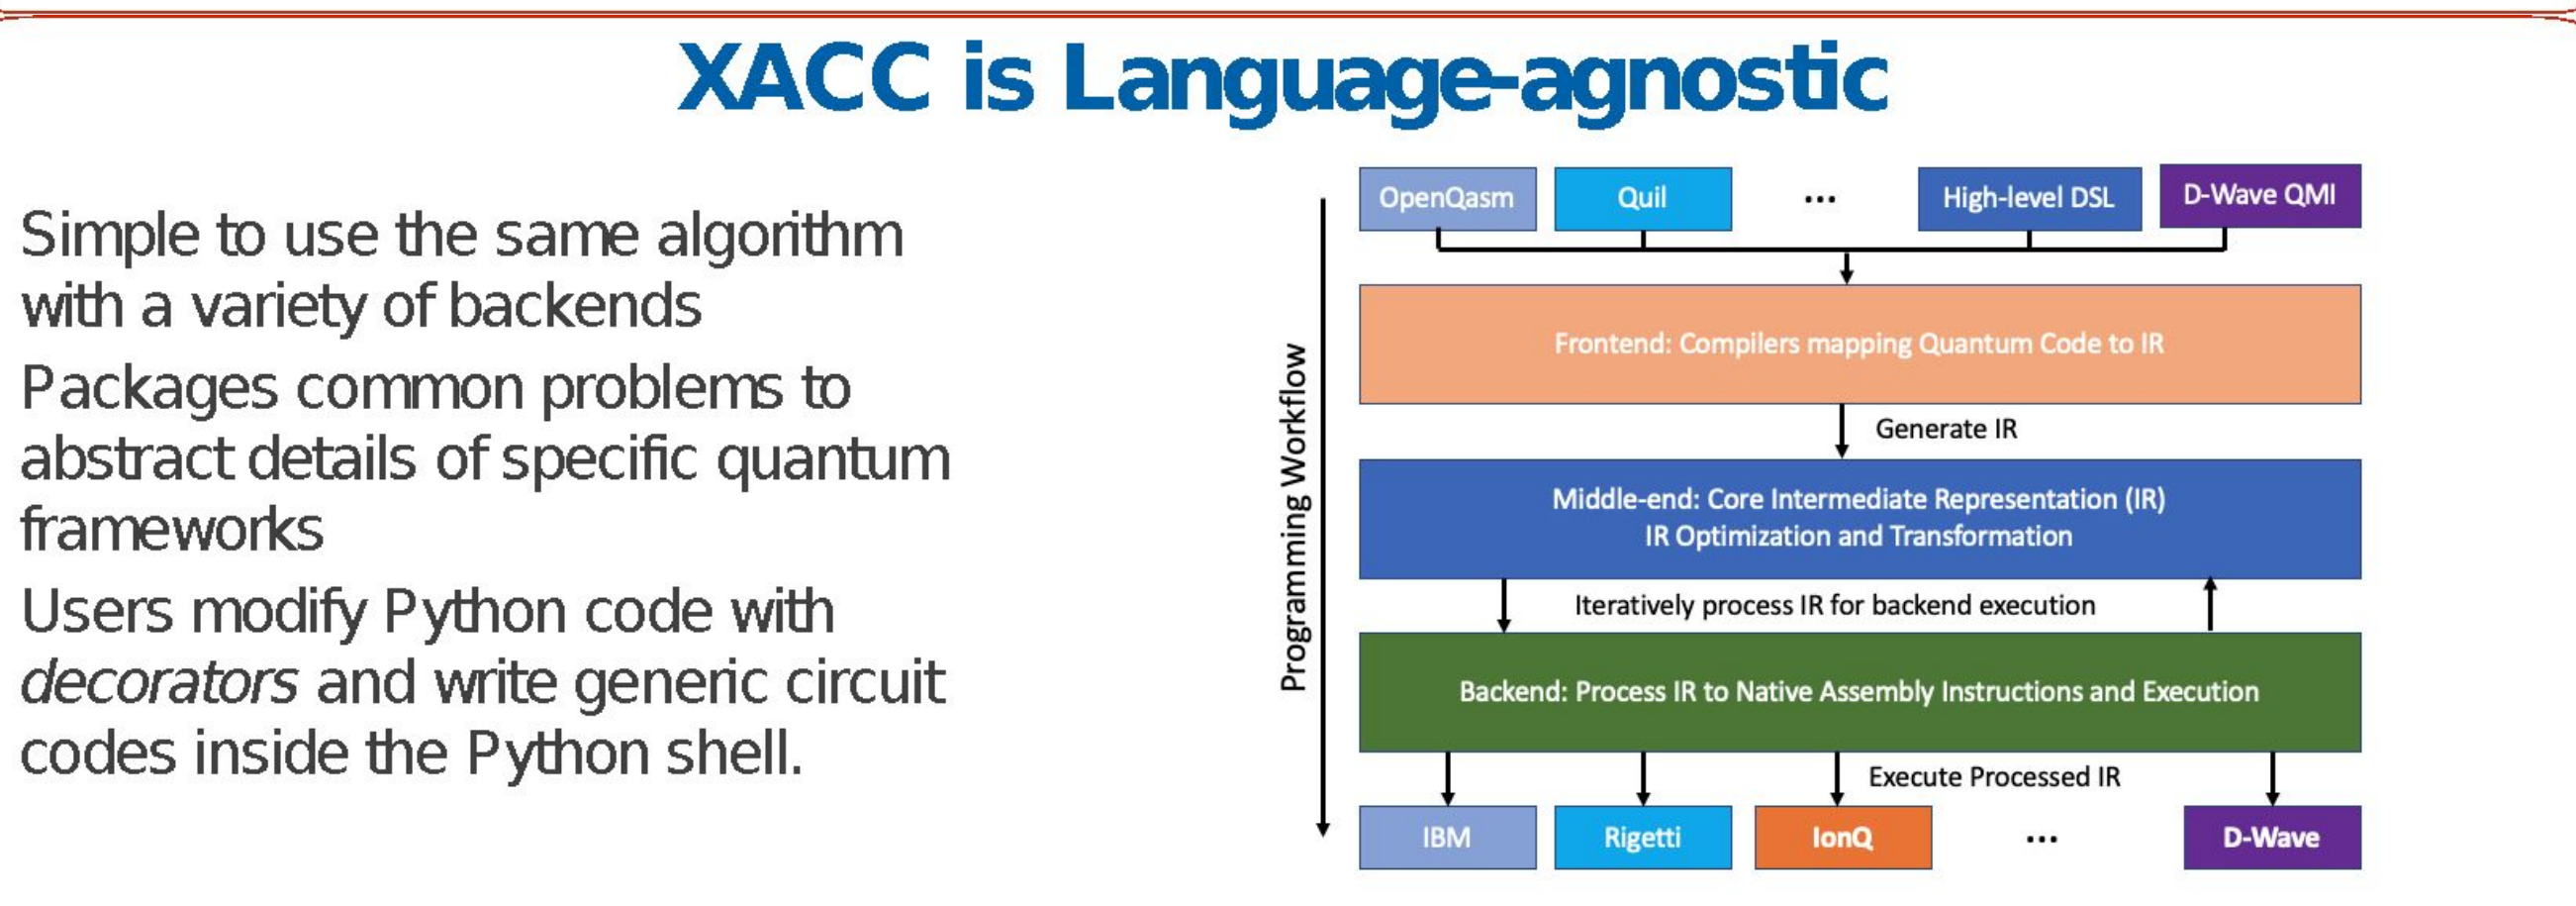 XACC is Language-agnostic
Simple to use the same algorithm
with a variety of backends
Packages common problems to
abstract details of specific quantum
frameworks
Users modify Python code with
decorators and write generic circuit
codes inside the Python shell.
Programming Workflow
OpenQasm
Quil
...
High-level DSL
D-Wave QMI
Frontend: Compilers mapping Quantum Code to IR
Generate IR
Middle-end: Core Intermediate Representation (IR)
IR Optimization and Transformation
Iteratively process IR for backend execution
Backend: Process IR to Native Assembly Instructions and Execution
Execute Processed IR
IBM
Rigetti
IonQ
...
D-Wave